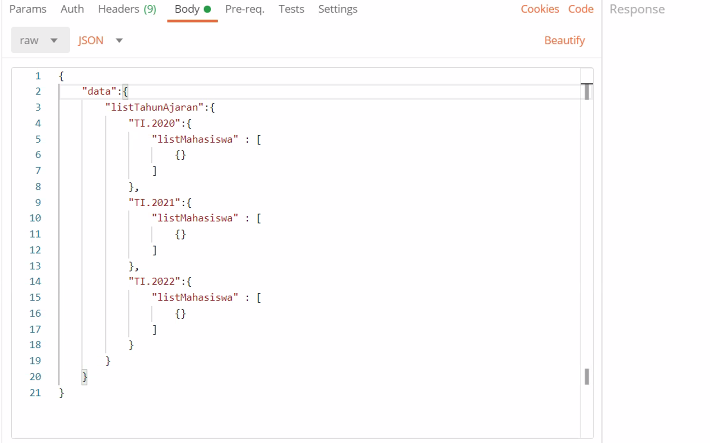 Params Auth Headers (9) Body Pre-req. Tests Settings Cookies Code Response
raw JSON Beautify
1 {
2 "data":{
3 "listTahunAjaran":{
4 "TI.2020":{
5 "listMahasiswa" : [
6 {}
7 ]
8 },
9 "TI.2021":{
10 "listMahasiswa" : [
11 {}
12 ]
13 },
14 "TI.2022":{
15 "listMahasiswa" : [
16 {}
17 ]
18 }
19 }
20 }
21 }